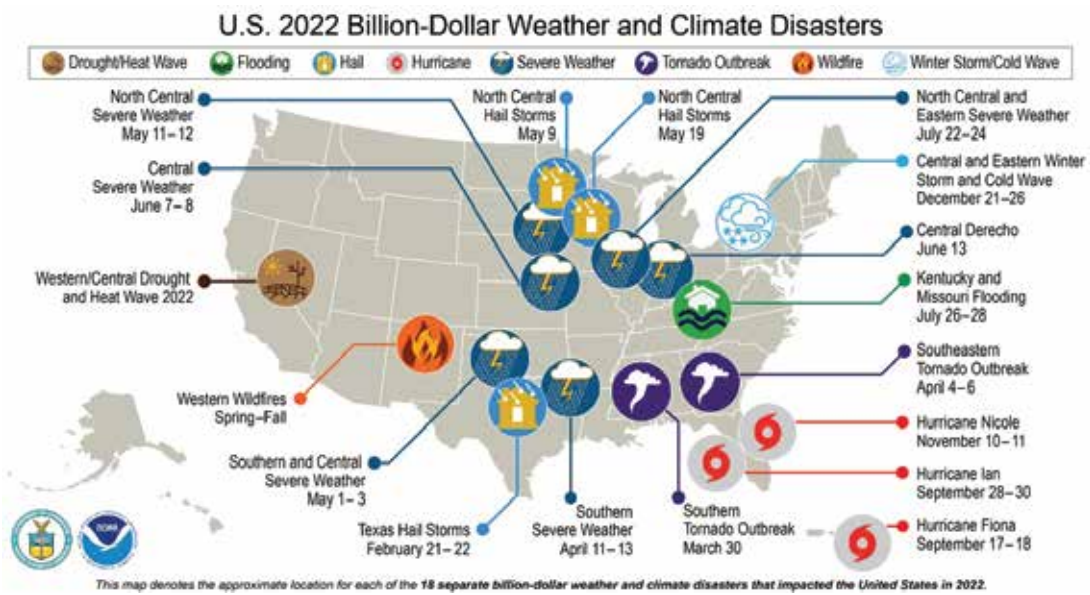 U.S. 2022 Billion-Dollar Weather and Climate Disasters
Drought/Heat Wave
Flooding
Hail
Hurricane
Severe Weather
Tornado Outbreak
Wildfire
Winter Storm/Cold Wave
North Central
Severe Weather
May 11–12
North Central
Hail Storms
May 9
North Central
Hail Storms
May 19
North Central and
Eastern Severe Weather
July 22–24
Central
Severe Weather
June 7–8
Central and Eastern Winter
Storm and Cold Wave
December 21–26
Central Derecho
June 13
Western/Central Drought
and Heat Wave 2022
Kentucky and
Missouri Flooding
July 26–28
Southeastern
Tornado Outbreak
April 4–6
Western Wildfires
Spring–Fall
Hurricane Nicole
November 10–11
Southern and Central
Severe Weather
May 1–3
Hurricane Ian
September 28–30
Texas Hail Storms
February 21–22
Southern
Severe Weather
April 11–13
Southern
Tornado Outbreak
March 30
Hurricane Fiona
September 17–18
NOAA
This map denotes the approximate location for each of the 18 separate billion-dollar weather and climate disasters that impacted the United States in 2022.